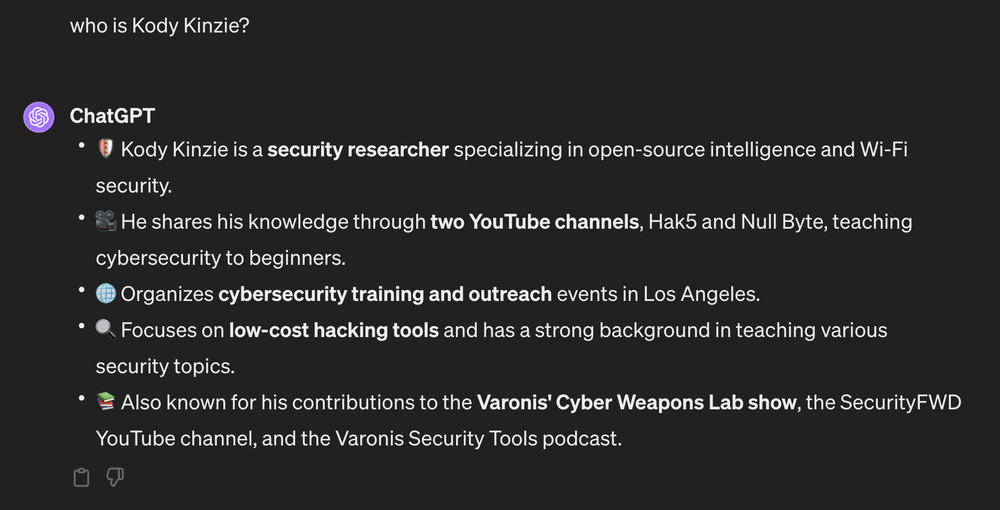 who is Kody Kinzie?
ChatGPT
• 🛡️ Kody Kinzie is a security researcher specializing in open-source intelligence and Wi-Fi
security.
• 🎥 He shares his knowledge through two YouTube channels, Hak5 and Null Byte, teaching
cybersecurity to beginners.
• 🌐 Organizes cybersecurity training and outreach events in Los Angeles.
• 🔍 Focuses on low-cost hacking tools and has a strong background in teaching various
security topics.
• 📚 Also known for his contributions to the Varonis' Cyber Weapons Lab show, the SecurityFWD
YouTube channel, and the Varonis Security Tools podcast.